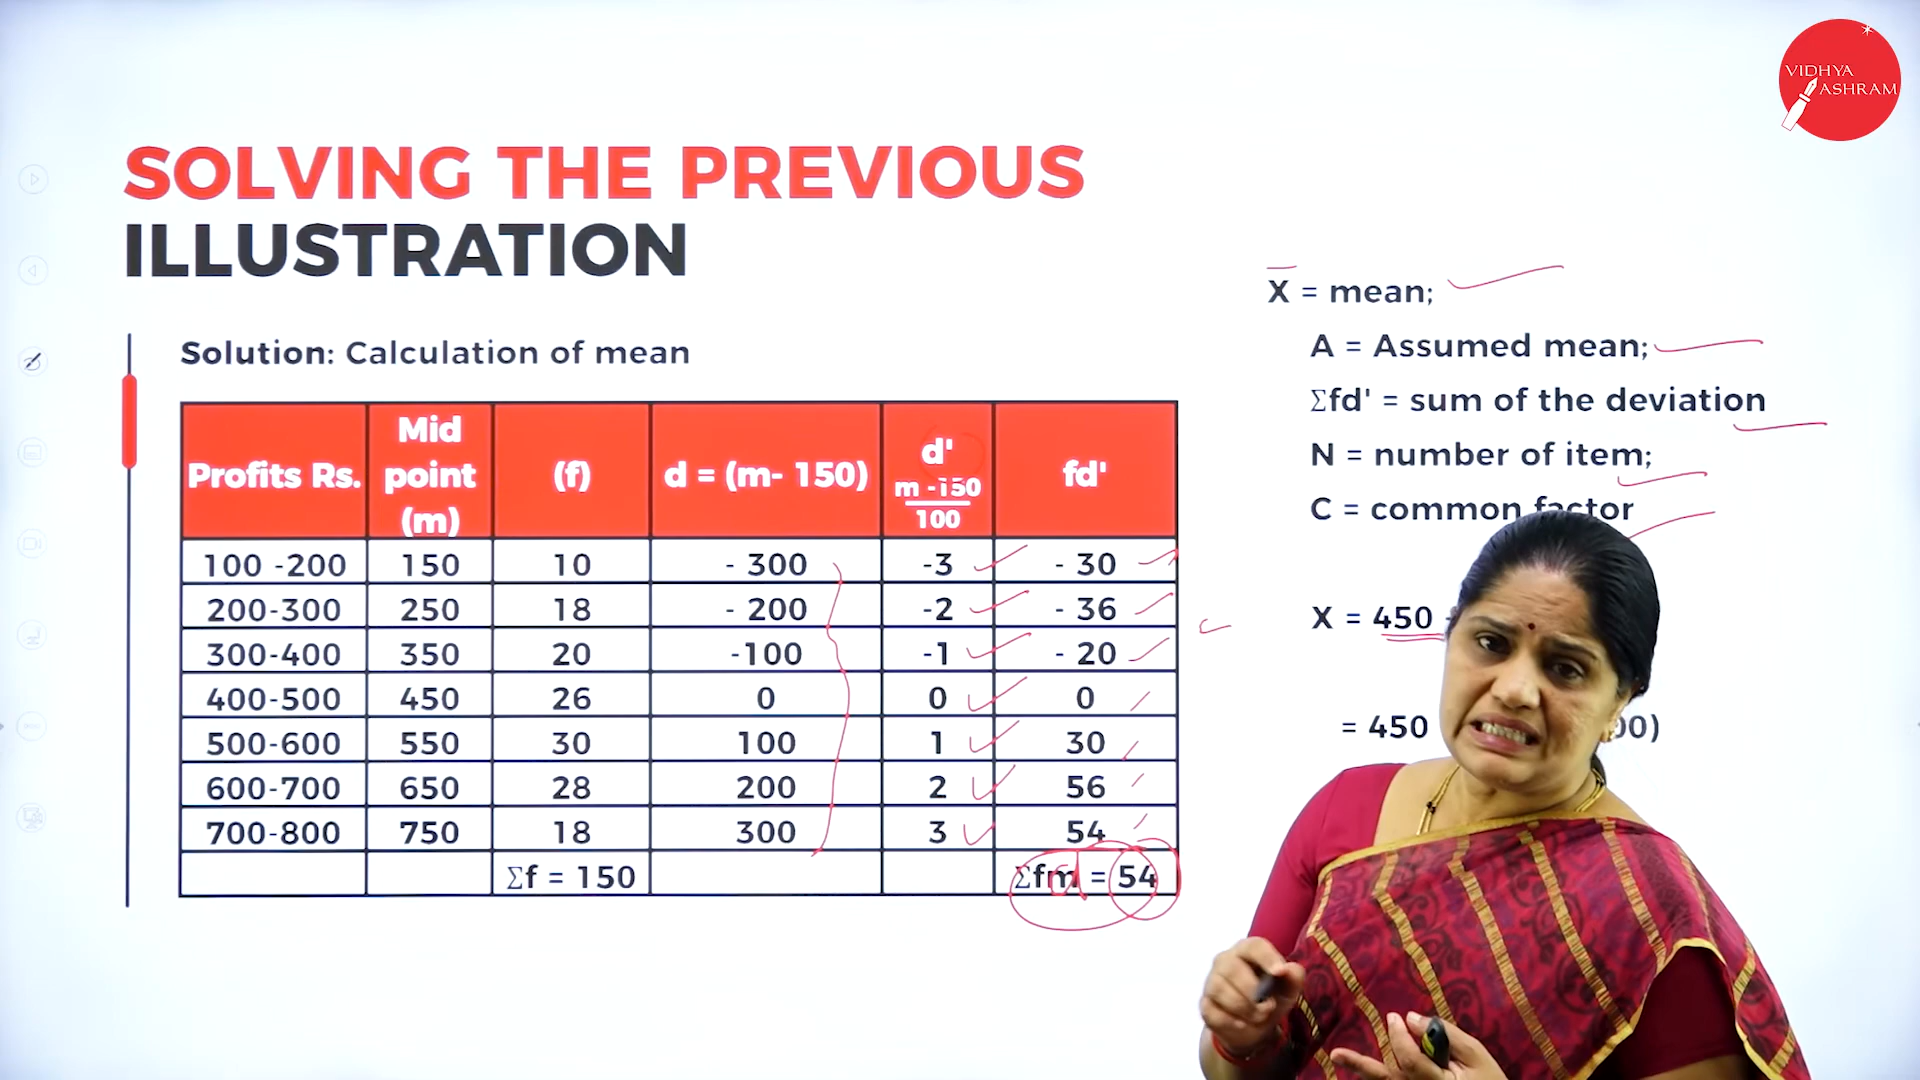 VIDHYA
ASHRAM
SOLVING THE PREVIOUS
ILLUSTRATION
Solution: Calculation of mean
Profits Rs. Mid point (m) (f) d = (m- 150) d' m -150 / 100 fd'
100 -200 150 10 - 300 -3 - 30
200-300 250 18 - 200 -2 - 36
300-400 350 20 -100 -1 - 20
400-500 450 26 0 0 0
500-600 550 30 100 1 30
600-700 650 28 200 2 56
700-800 750 18 300 3 54
Σf = 150 Σfm = 54
d
X̄ = mean;
A = Assumed mean;
Σfd' = sum of the deviation
N = number of item;
C = common factor
X = 450
= 450 00)